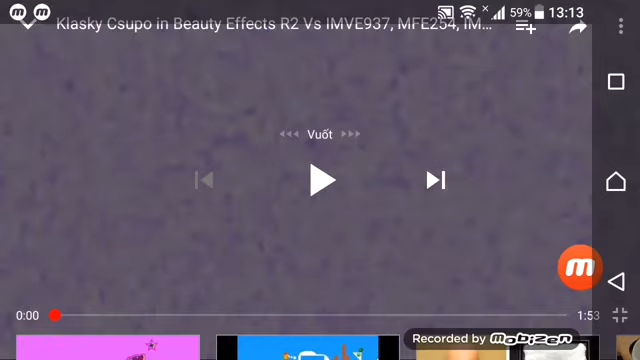 59% 13:13
Klasky Csupo in Beauty Effects R2 Vs IMVE937, MFE254, IM...
Vuốt
0:00
1:53
Recorded by mobizen